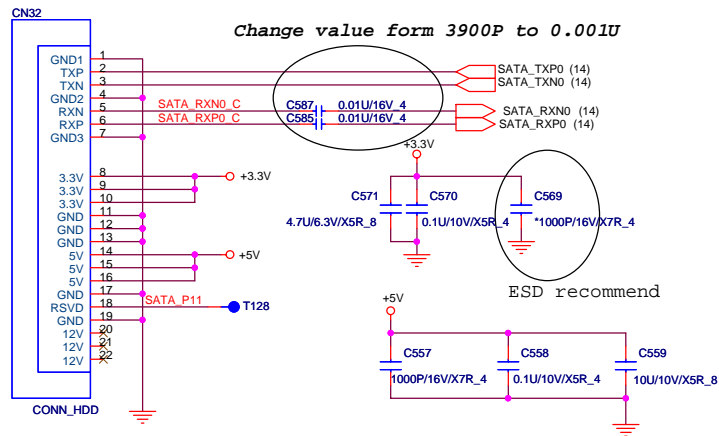 CN32
Change value form 3900P to 0.001U
GND1 1
TXP 2 SATA_TXP0 (14)
TXN 3 SATA_TXN0 (14)
GND2 4
RXN 5 SATA_RXN0_C C587 0.01U/16V_4 SATA_RXN0 (14)
RXP 6 SATA_RXP0_C C585 0.01U/16V_4 SATA_RXP0 (14)
GND3 7
+3.3V
3.3V 8 +3.3V
3.3V 9
3.3V 10
GND 11
GND 12
GND 13
5V 14 +5V
5V 15
5V 16
GND 17
RSVD 18 SATA_P11 T128
GND 19
12V 20
12V 21
12V 22
CONN_HDD
C571 C570 C569
4.7U/6.3V/X5R_8 0.1U/10V/X5R_4 *1000P/16V/X7R_4
ESD recommend
+5V
C557 C558 C559
1000P/16V/X7R_4 0.1U/10V/X5R_4 10U/10V/X5R_8